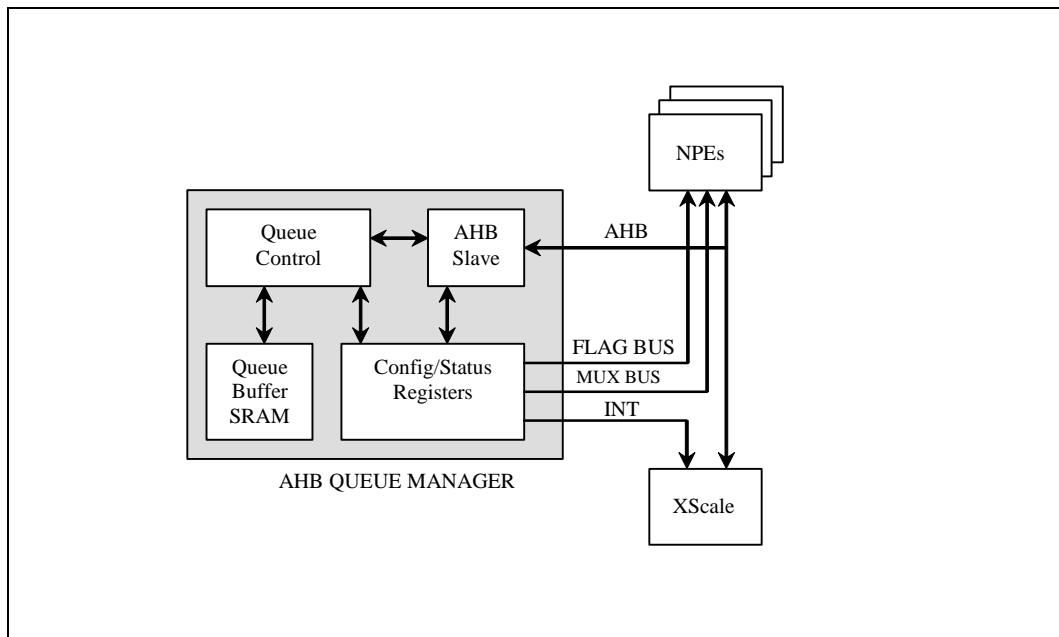 NPEs
Queue
Control
AHB
Slave
AHB
Queue
Buffer
SRAM
Config/Status
Registers
FLAG BUS
MUX BUS
INT
AHB QUEUE MANAGER
XScale